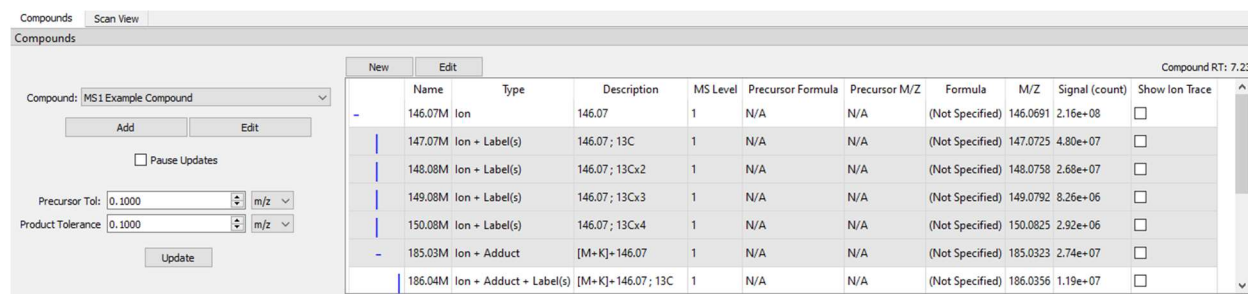 Compounds Scan View
Compounds
New Edit Compound RT: 7.23
Compound: MS1 Example Compound
Add Edit
Pause Updates
Precursor Tol: 0.1000 m/z
Product Tolerance 0.1000 m/z
Update
Name Type Description MS Level Precursor Formula Precursor M/Z Formula M/Z Signal (count) Show Ion Trace
146.07M Ion 146.07 1 N/A N/A (Not Specified) 146.0691 2.16e+08
147.07M Ion + Label(s) 146.07 ; 13C 1 N/A N/A (Not Specified) 147.0725 4.80e+07
148.08M Ion + Label(s) 146.07 ; 13Cx2 1 N/A N/A (Not Specified) 148.0758 2.68e+07
149.08M Ion + Label(s) 146.07 ; 13Cx3 1 N/A N/A (Not Specified) 149.0792 8.26e+06
150.08M Ion + Label(s) 146.07 ; 13Cx4 1 N/A N/A (Not Specified) 150.0825 2.92e+06
185.03M Ion + Adduct [M+K]+146.07 1 N/A N/A (Not Specified) 185.0323 2.74e+07
186.04M Ion + Adduct + Label(s) [M+K]+146.07 ; 13C 1 N/A N/A (Not Specified) 186.0356 1.19e+07